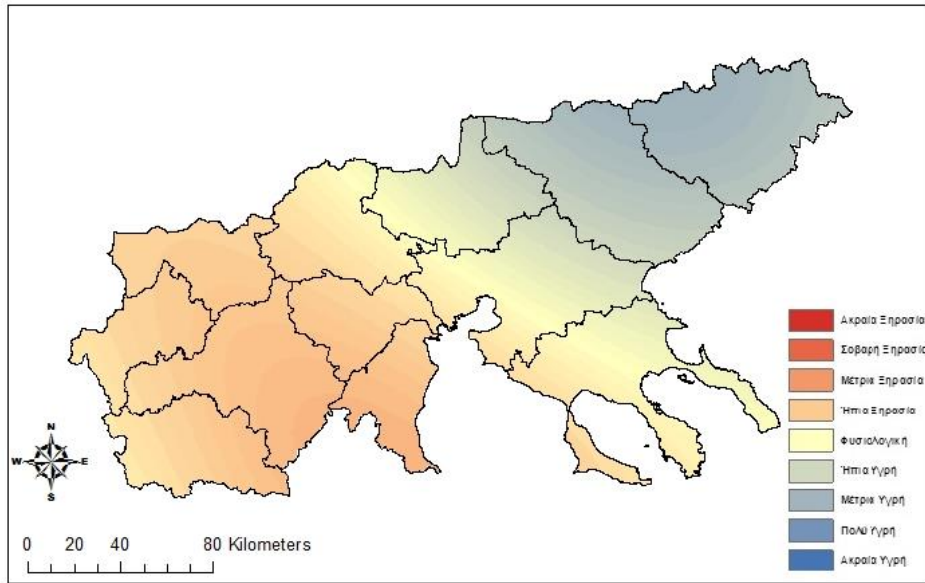 Ακραία Ξηρασία
Σοβαρή Ξηρασία
Μέτρια Ξηρασία
Ήπια Ξηρασία
Φυσιολογική
Ήπια Υγρή
Μέτρια Υγρή
Πολύ Υγρή
Ακραία Υγρή
N
W E
S
0 20 40 80 Kilometers